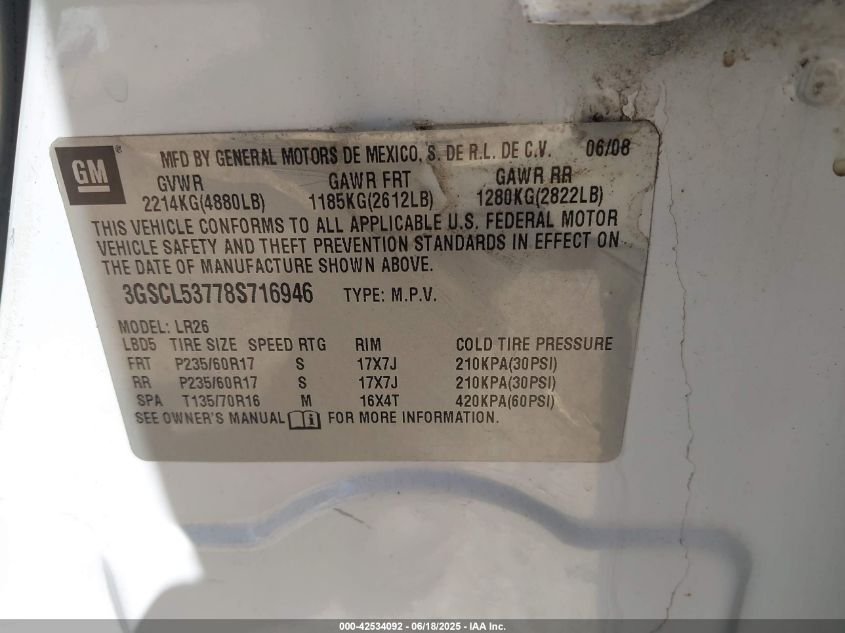 GM ® MFD BY GENERAL MOTORS DE MEXICO, S. DE R.L. DE C.V. 06/08
GVWR GAWR FRT GAWR RR
2214KG(4880LB) 1185KG(2612LB) 1280KG(2822LB)
THIS VEHICLE CONFORMS TO ALL APPLICABLE U.S. FEDERAL MOTOR
VEHICLE SAFETY AND THEFT PREVENTION STANDARDS IN EFFECT ON
THE DATE OF MANUFACTURE SHOWN ABOVE.
3GSCL53778S716946 TYPE: M.P.V.
MODEL: LR26
LBD5 TIRE SIZE SPEED RTG RIM COLD TIRE PRESSURE
FRT P235/60R17 S 17X7J 210KPA(30PSI)
RR P235/60R17 S 17X7J 210KPA(30PSI)
SPA T135/70R16 M 16X4T 420KPA(60PSI)
SEE OWNER'S MANUAL FOR MORE INFORMATION.
000-42534092 - 06/18/2025 - IAA Inc.